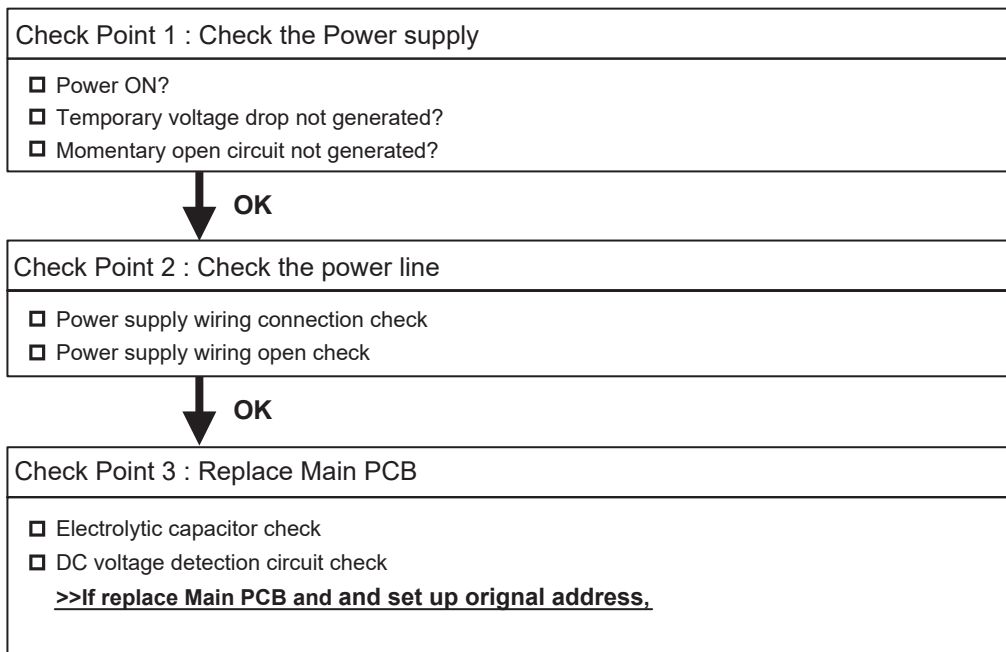 Check Point 1 : Check the Power supply
Power ON?
Temporary voltage drop not generated?
Momentary open circuit not generated?
OK
Check Point 2 : Check the power line
Power supply wiring connection check
Power supply wiring open check
OK
Check Point 3 : Replace Main PCB
Electrolytic capacitor check
DC voltage detection circuit check
>>If replace Main PCB and and set up orignal address,